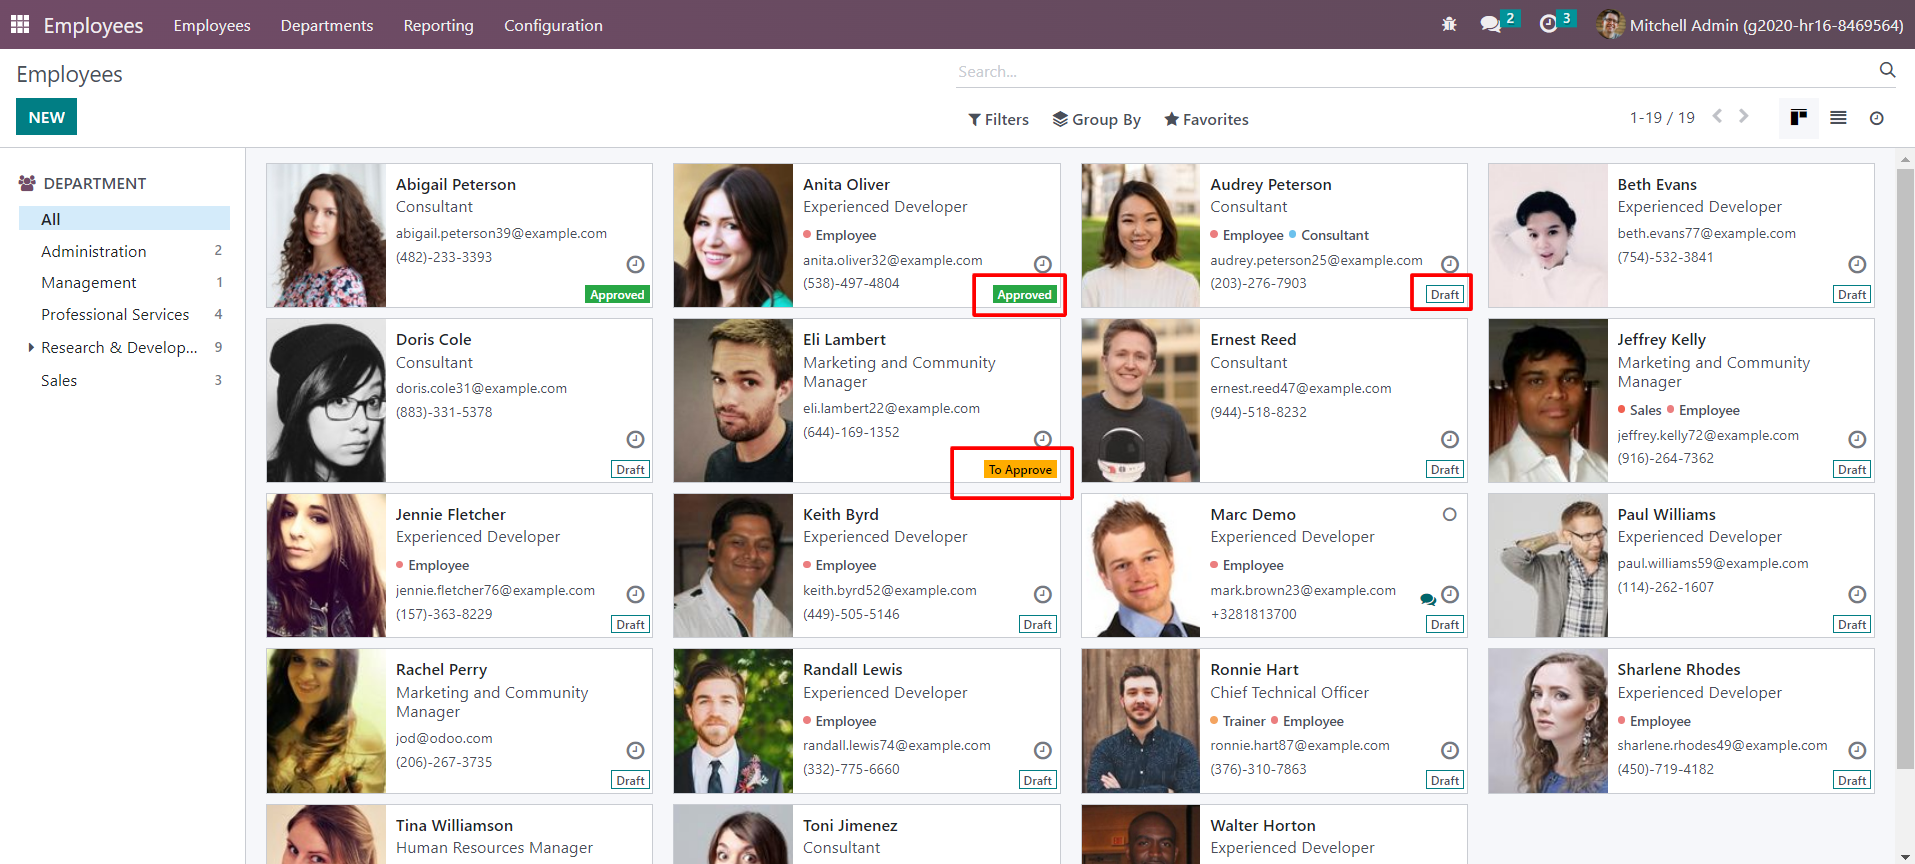 Employees Employees Departments Reporting Configuration 2 3 Mitchell Admin (g2020-hr16-8469564)
Employees
Search...
NEW
Filters Group By Favorites
1-19 / 19
DEPARTMENT
All
Administration 2
Management 1
Professional Services 4
Research & Develop... 9
Sales 3
Abigail Peterson
Consultant
abigail.peterson39@example.com
(482)-233-3393
Approved
Anita Oliver
Experienced Developer
Employee
anita.oliver32@example.com
(538)-497-4804
Approved
Audrey Peterson
Consultant
Employee Consultant
audrey.peterson25@example.com
(203)-276-7903
Draft
Beth Evans
Experienced Developer
beth.evans77@example.com
(754)-532-3841
Draft
Doris Cole
Consultant
doris.cole31@example.com
(883)-331-5378
Draft
Eli Lambert
Marketing and Community
Manager
eli.lambert22@example.com
(644)-169-1352
To Approve
Ernest Reed
Consultant
ernest.reed47@example.com
(944)-518-8232
Draft
Jeffrey Kelly
Marketing and Community
Manager
Sales Employee
jeffrey.kelly72@example.com
(916)-264-7362
Draft
Jennie Fletcher
Experienced Developer
Employee
jennie.fletcher76@example.com
(157)-363-8229
Draft
Keith Byrd
Experienced Developer
Employee
keith.byrd52@example.com
(449)-505-5146
Draft
Marc Demo
Experienced Developer
Employee
mark.brown23@example.com
+3281813700
Draft
Paul Williams
Experienced Developer
paul.williams59@example.com
(114)-262-1607
Draft
Rachel Perry
Marketing and Community
Manager
jod@odoo.com
(206)-267-3735
Draft
Randall Lewis
Experienced Developer
Employee
randall.lewis74@example.com
(332)-775-6660
Draft
Ronnie Hart
Chief Technical Officer
Trainer Employee
ronnie.hart87@example.com
(376)-310-7863
Draft
Sharlene Rhodes
Experienced Developer
Employee
sharlene.rhodes49@example.com
(450)-719-4182
Draft
Tina Williamson
Human Resources Manager
Toni Jimenez
Consultant
Walter Horton
Experienced Developer